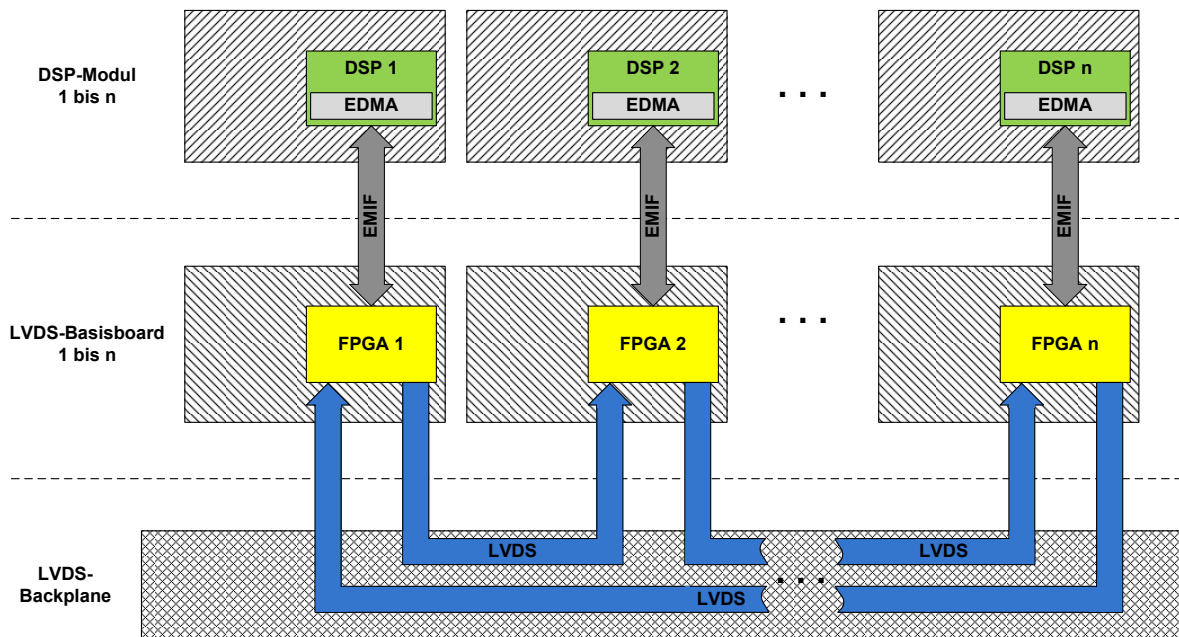 DSP-Modul
1 bis n
DSP 1
EDMA
DSP 2
EDMA
. . .
DSP n
EDMA
EMIF
EMIF
EMIF
LVDS-Basisboard
1 bis n
FPGA 1
FPGA 2
. . .
FPGA n
LVDS-
Backplane
LVDS
LVDS
. . .
LVDS